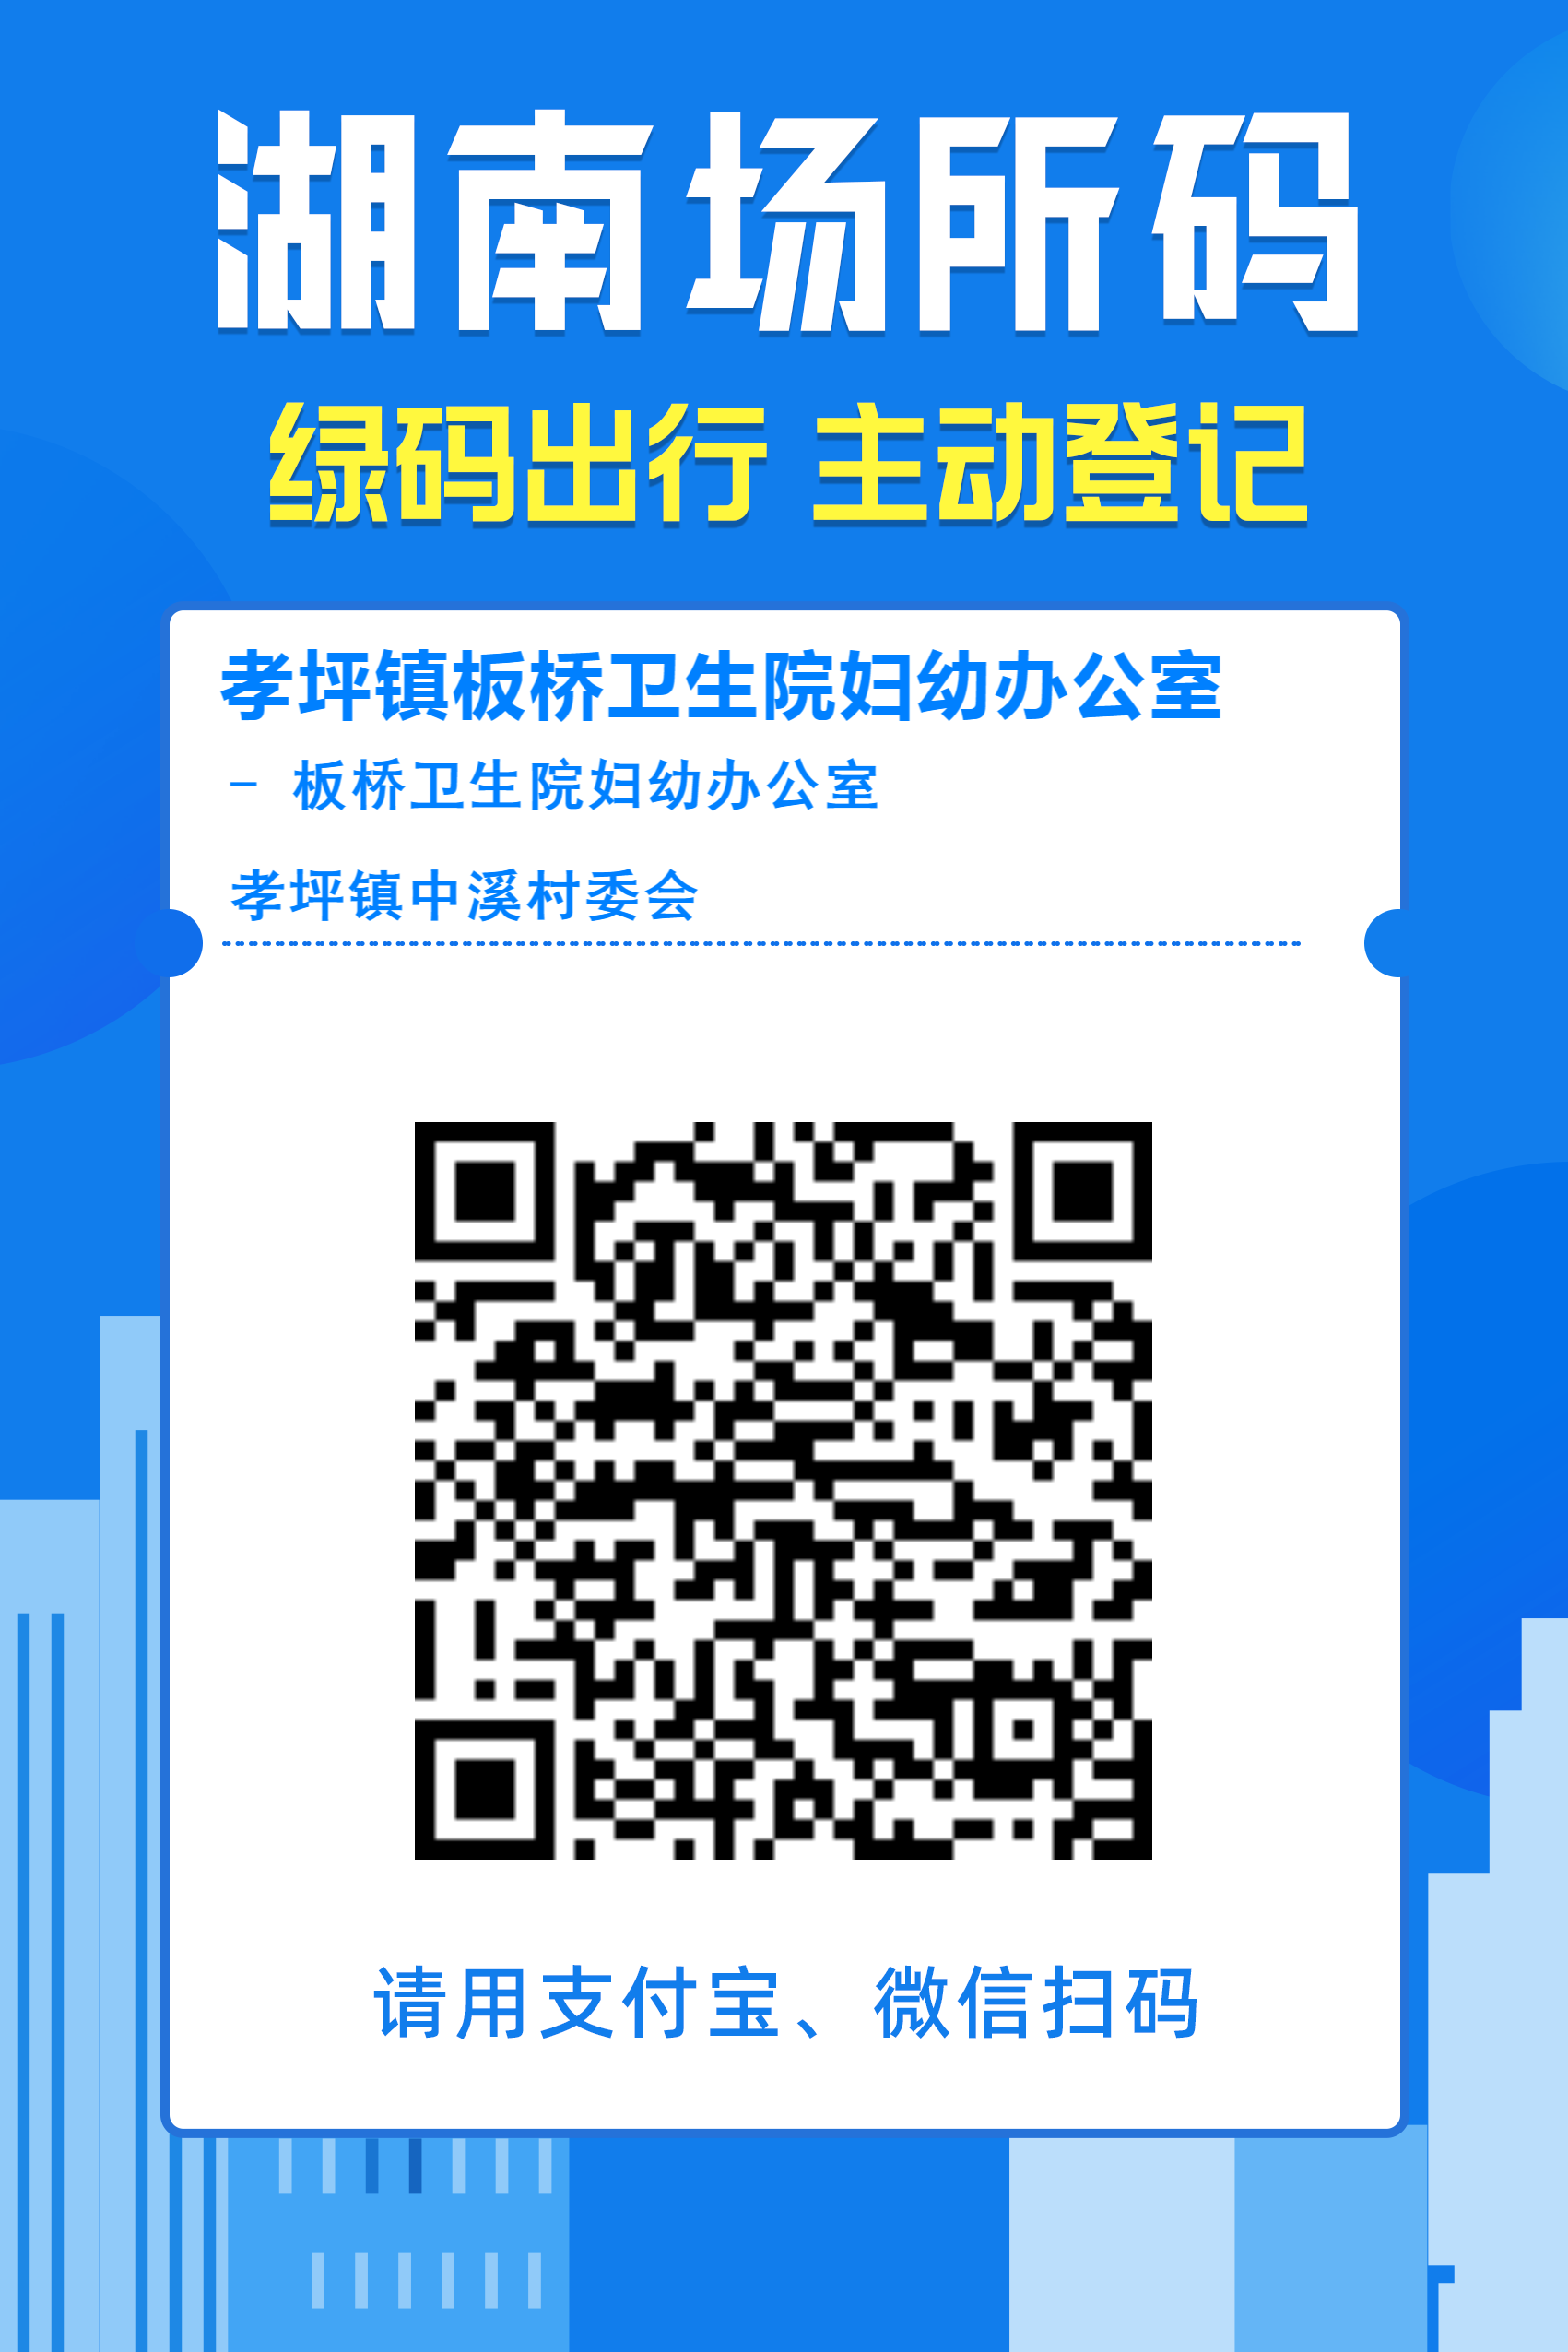 湖南场所码
绿码出行 主动登记
孝坪镇板桥卫生院妇幼办公室
– 板桥卫生院妇幼办公室
孝坪镇中溪村委会
请用支付宝、微信扫码